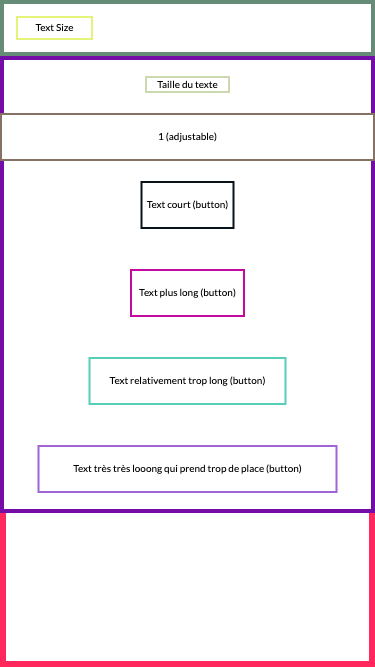 Text Size
Taille du texte
1 (adjustable)
Text court (button)
Text plus long (button)
Text relativement trop long (button)
Text très très looong qui prend trop de place (button)